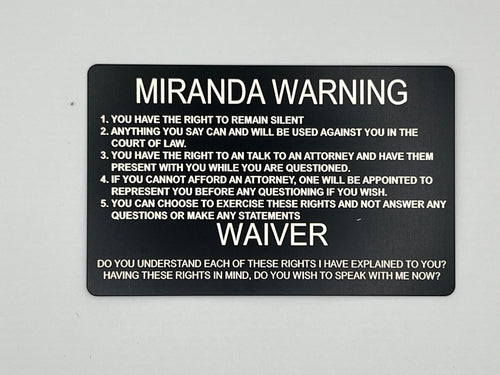 MIRANDA WARNING
1. YOU HAVE THE RIGHT TO REMAIN SILENT
2. ANYTHING YOU SAY CAN AND WILL BE USED AGAINST YOU IN THE
COURT OF LAW.
3. YOU HAVE THE RIGHT TO AN TALK TO AN ATTORNEY AND HAVE THEM
PRESENT WITH YOU WHILE YOU ARE QUESTIONED.
4. IF YOU CANNOT AFFORD AN ATTORNEY, ONE WILL BE APPOINTED TO
REPRESENT YOU BEFORE ANY QUESTIONING IF YOU WISH.
5. YOU CAN CHOOSE TO EXERCISE THESE RIGHTS AND NOT ANSWER ANY
QUESTIONS OR MAKE ANY STATEMENTS
WAIVER
DO YOU UNDERSTAND EACH OF THESE RIGHTS I HAVE EXPLAINED TO YOU?
HAVING THESE RIGHTS IN MIND, DO YOU WISH TO SPEAK WITH ME NOW?